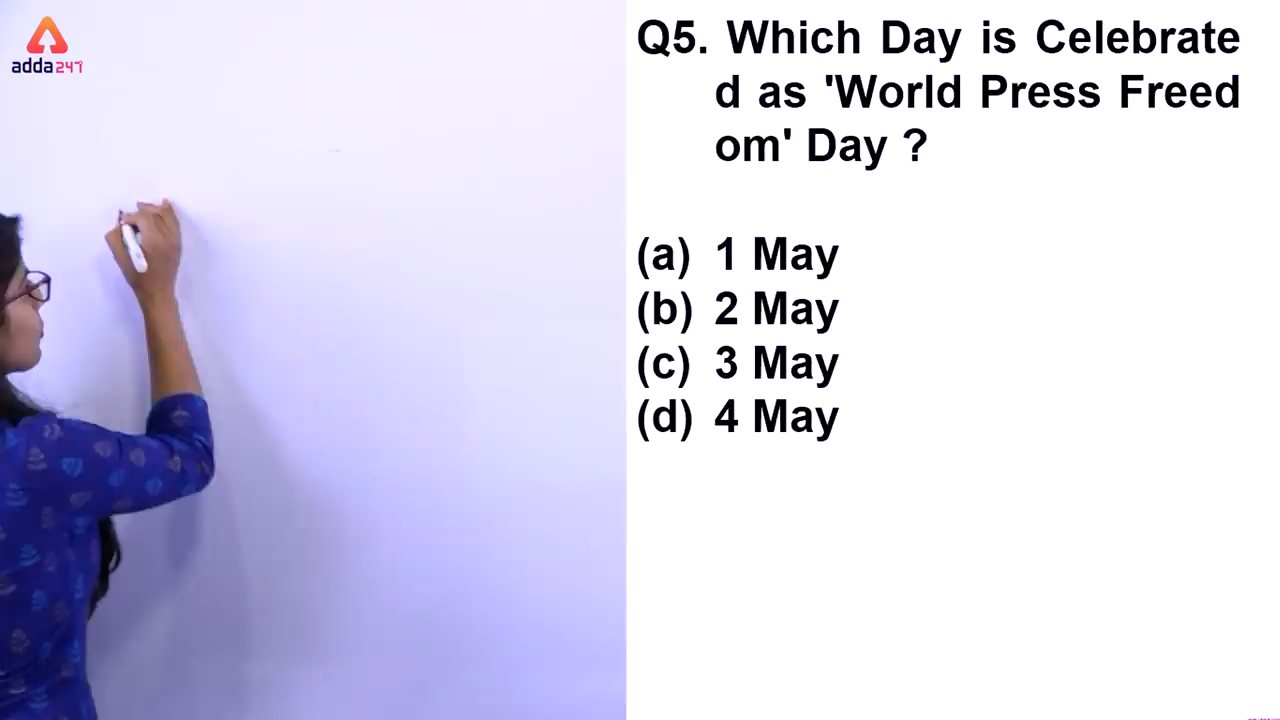 adda247
Q5. Which Day is Celebrate
d as 'World Press Freed
om' Day ?
(a) 1 May
(b) 2 May
(c) 3 May
(d) 4 May